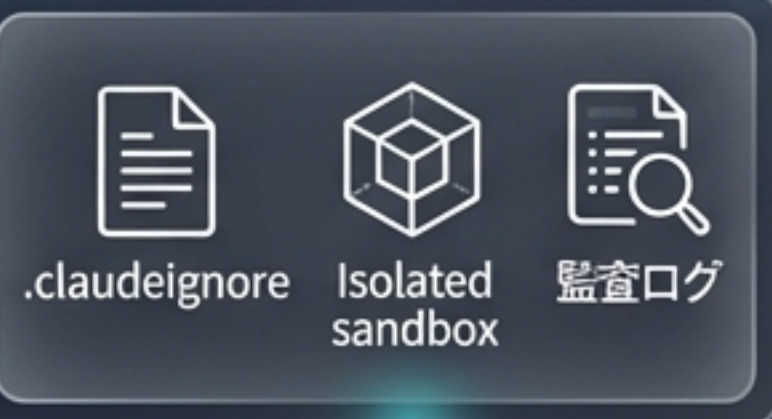 .claudeignore
Isolated
sandbox
監査ログ